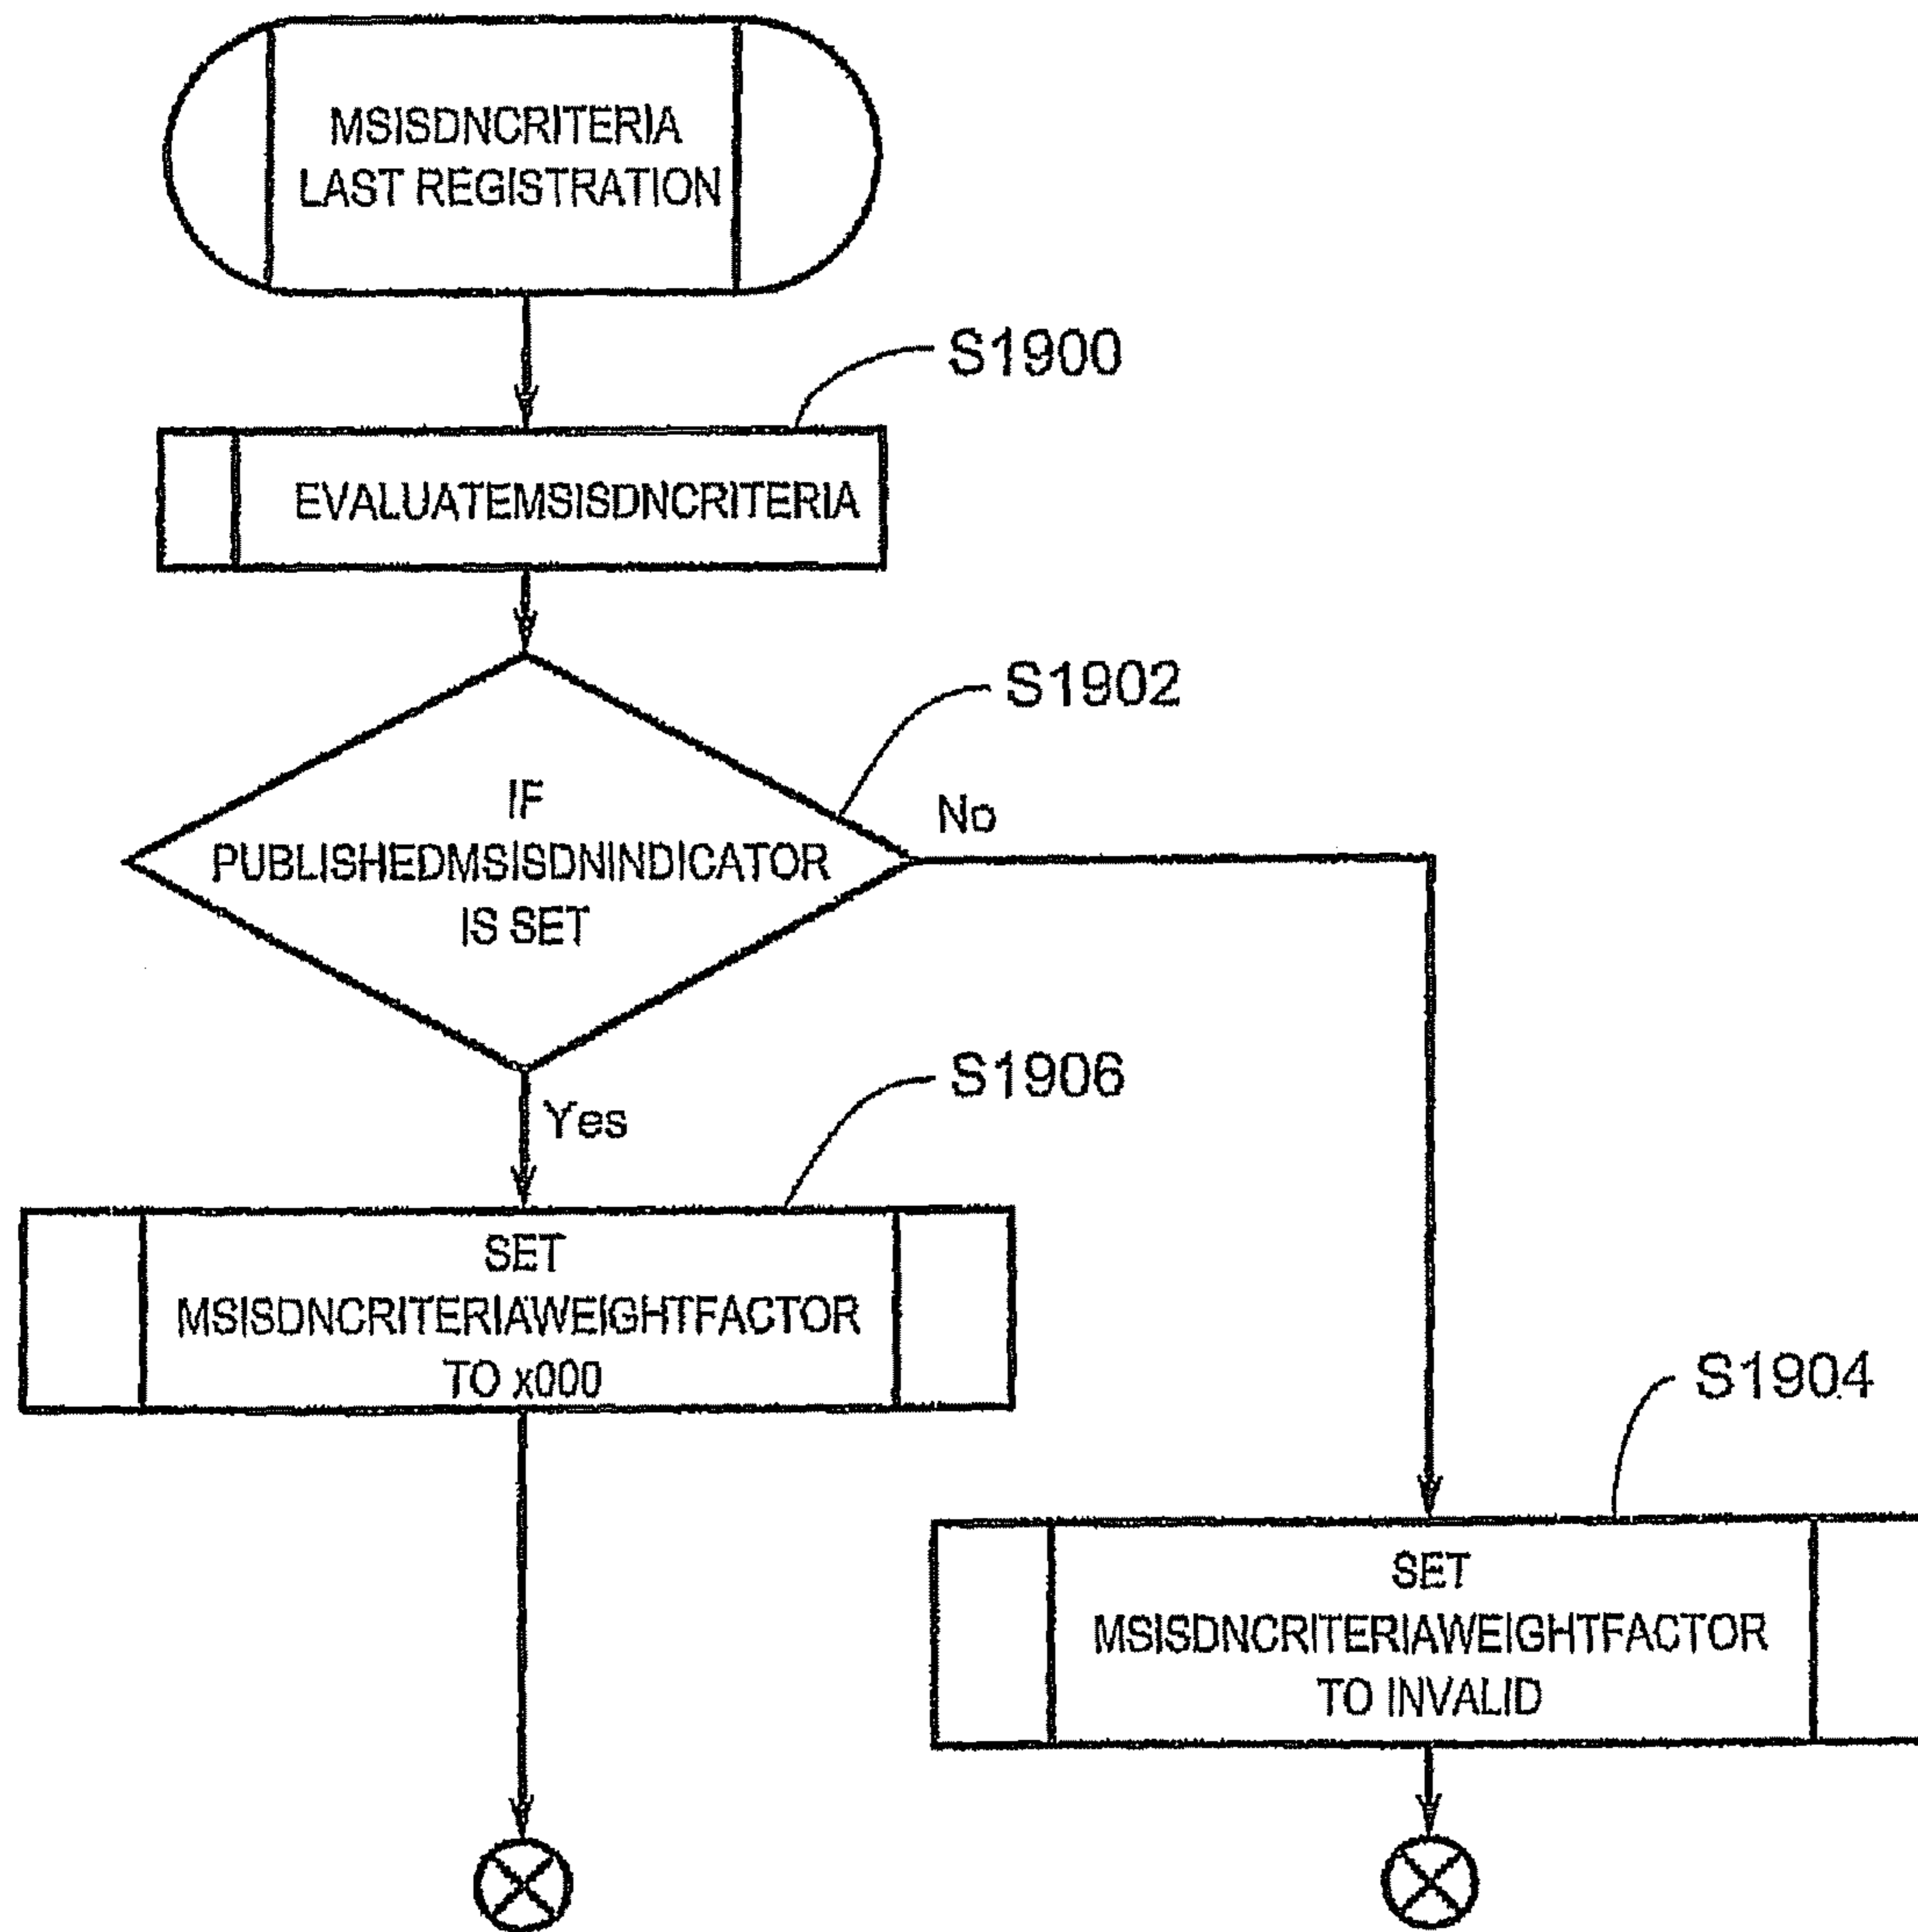 MSISDNCRITERIA
LAST REGISTRATION
S1900
EVALUATEMSISDNCRITERIA
S1902
IF
PUBLISHEDMSISDNINDICATOR
IS SET
No
Yes
S1906
SET
MSISDNCRITERIAWEIGHTFACTOR
TO x000
S1904
SET
MSISDNCRITERIAWEIGHTFACTOR
TO INVALID